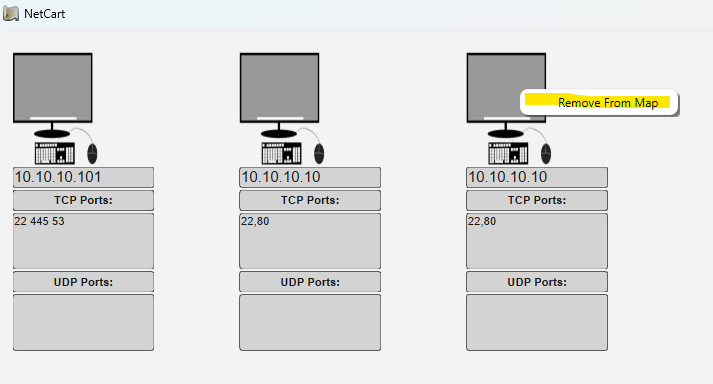 NetCart
Remove From Map
10.10.10.101
TCP Ports:
22 445 53
UDP Ports:
10.10.10.10
TCP Ports:
22,80
UDP Ports:
10.10.10.10
TCP Ports:
22,80
UDP Ports: